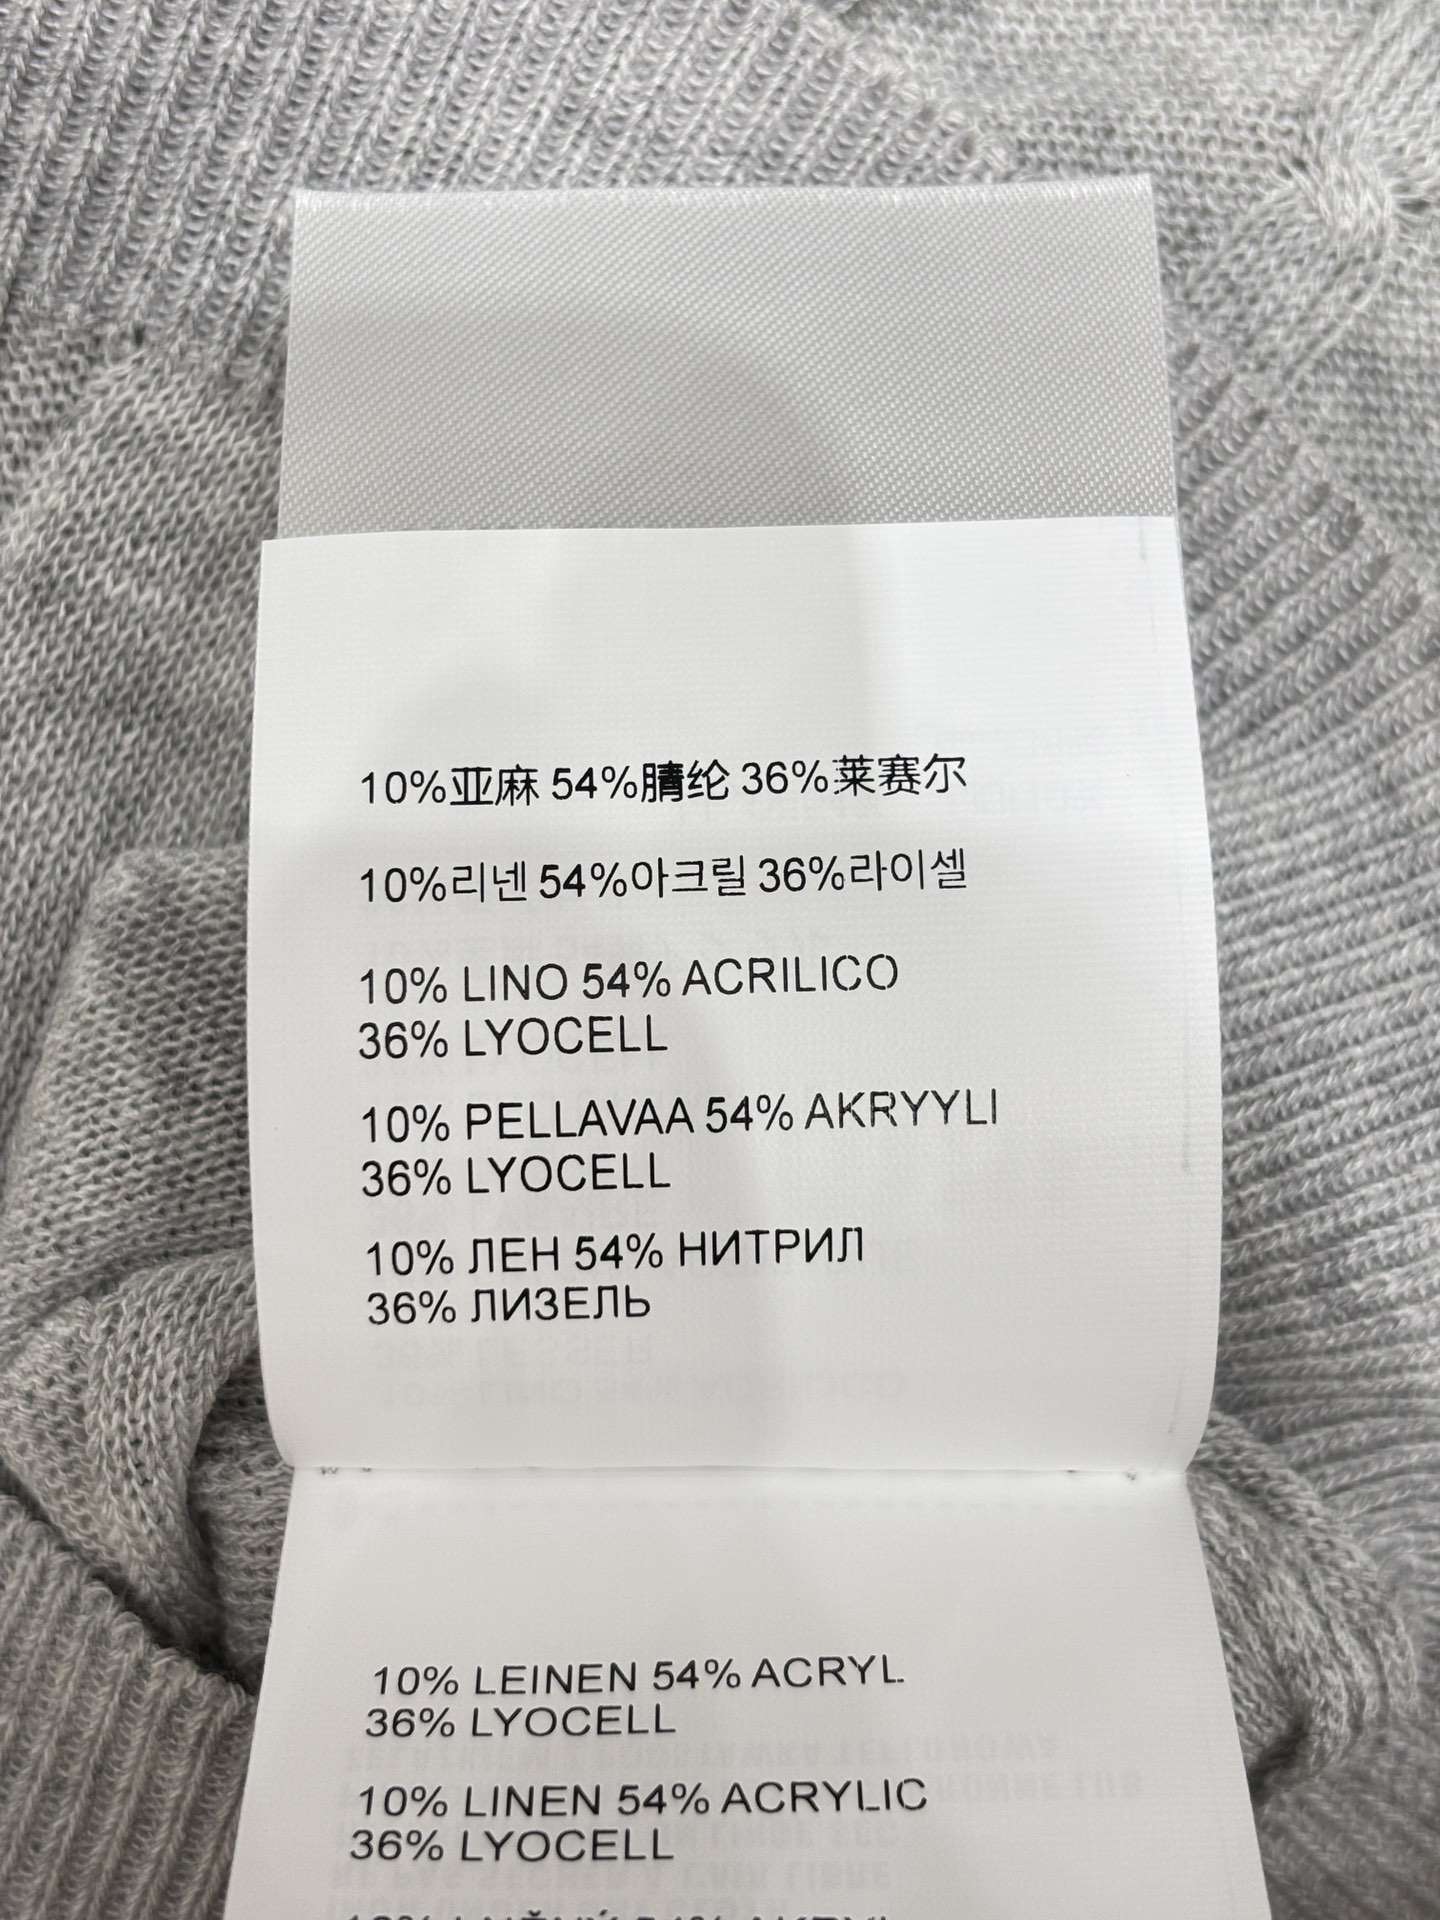 10%亚麻 54%腈纶 36%莱赛尔
10%리넨 54%아크릴 36%라이셀
10% LINO 54% ACRILICO
36% LYOCELL
10% PELLAVAA 54% AKRYYLI
36% LYOCELL
10% ЛЕН 54% НИТРИЛ
36% ЛИЗЕЛЬ
10% LEINEN 54% ACRYL
36% LYOCELL
10% LINEN 54% ACRYLIC
36% LYOCELL